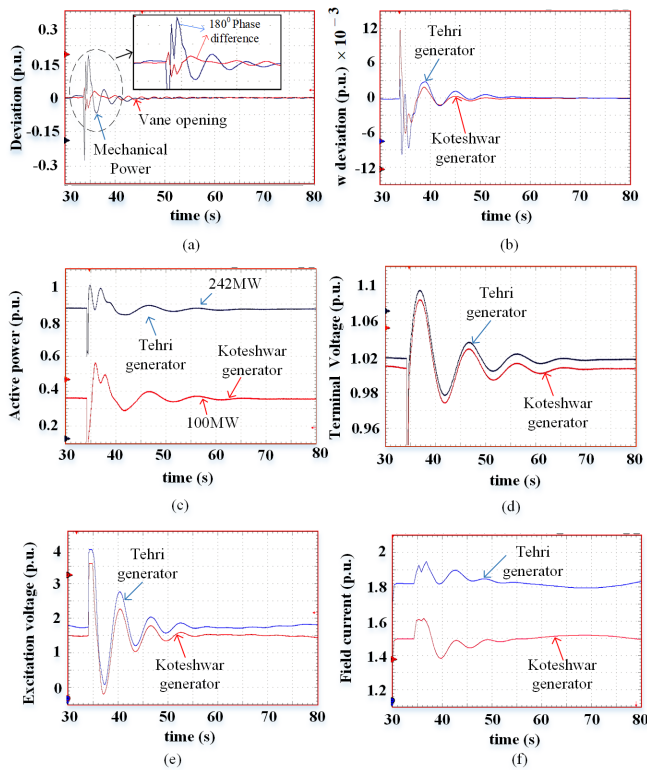 0.3
0.15
0
-0.15
-0.3
Deviation (p.u.)
180⁰ Phase
difference
Vane opening
Mechanical
Power
30 40 50 60 70 80
time (s)
(a)
12
6
0
-6
-12
w deviation (p.u.) × 10⁻³
Tehri
generator
Koteshwar
generator
30 40 50 60 70 80
time (s)
(b)
1
0.8
0.6
0.4
0.2
Active power (p.u.)
242MW
Tehri
generator
Koteshwar
generator
100MW
30 40 50 60 70 80
time (s)
(c)
1.1
1.06
1.02
0.98
0.96
Terminal Voltage (p.u.)
Tehri
generator
Koteshwar
generator
30 40 50 60 70 80
time (s)
(d)
4
3
2
1
0
Excitation voltage (p.u.)
Tehri
generator
Koteshwar
generator
30 40 50 60 70 80
time (s)
(e)
2
1.8
1.6
1.4
1.2
Field current (p.u.)
Tehri
generator
Koteshwar
generator
30 40 50 60 70 80
time (s)
(f)